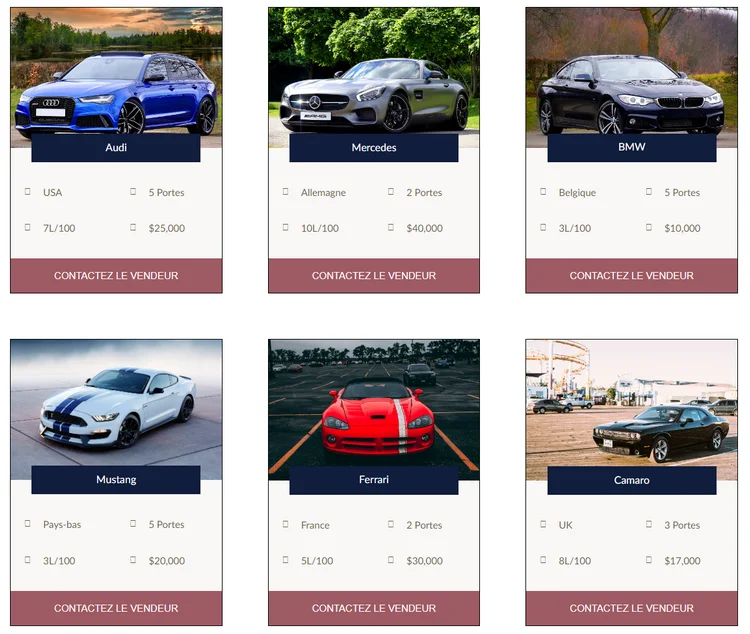 Audi
USA 5 Portes
7L/100 $25,000
CONTACTEZ LE VENDEUR
AMG
Mercedes
Allemagne 2 Portes
10L/100 $40,000
CONTACTEZ LE VENDEUR
BMW
Belgique 5 Portes
3L/100 $10,000
CONTACTEZ LE VENDEUR
Mustang
Pays-bas 5 Portes
3L/100 $20,000
CONTACTEZ LE VENDEUR
Ferrari
France 2 Portes
5L/100 $30,000
CONTACTEZ LE VENDEUR
Camaro
UK 3 Portes
8L/100 $17,000
CONTACTEZ LE VENDEUR